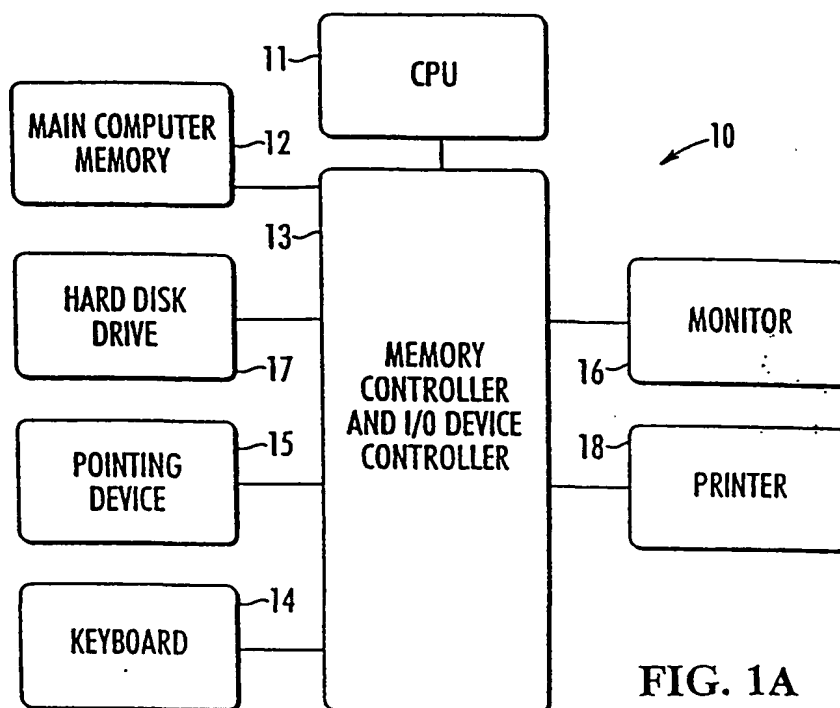 11
CPU
MAIN COMPUTER
MEMORY
12
10
13
HARD DISK
DRIVE
17
MEMORY
CONTROLLER
AND I/O DEVICE
CONTROLLER
MONITOR
16
15
POINTING
DEVICE
18
PRINTER
14
KEYBOARD
FIG. 1A